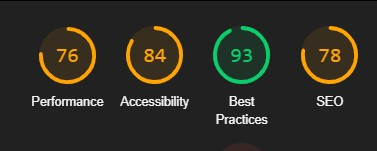 76 84 93 78
Performance Accessibility Best SEO
Practices